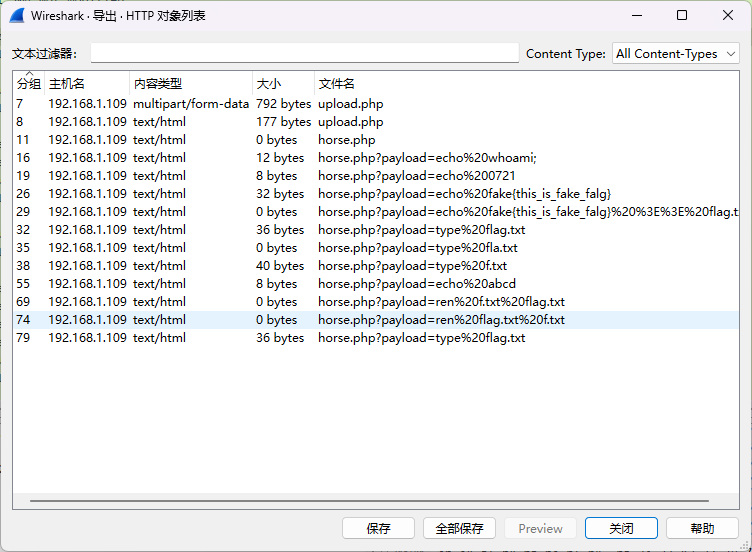 Wireshark · 导出 · HTTP 对象列表
文本过滤器: Content Type: All Content-Types
分组 主机名 内容类型 大小 文件名
7 192.168.1.109 multipart/form-data 792 bytes upload.php
8 192.168.1.109 text/html 177 bytes upload.php
11 192.168.1.109 text/html 0 bytes horse.php
16 192.168.1.109 text/html 12 bytes horse.php?payload=echo%20whoami;
19 192.168.1.109 text/html 8 bytes horse.php?payload=echo%200721
26 192.168.1.109 text/html 32 bytes horse.php?payload=echo%20fake{this_is_fake_falg}
29 192.168.1.109 text/html 0 bytes horse.php?payload=echo%20fake{this_is_fake_falg}%20%3E%3E%20flag.t
32 192.168.1.109 text/html 36 bytes horse.php?payload=type%20flag.txt
35 192.168.1.109 text/html 0 bytes horse.php?payload=type%20fla.txt
38 192.168.1.109 text/html 40 bytes horse.php?payload=type%20f.txt
55 192.168.1.109 text/html 8 bytes horse.php?payload=echo%20abcd
69 192.168.1.109 text/html 0 bytes horse.php?payload=ren%20f.txt%20flag.txt
74 192.168.1.109 text/html 0 bytes horse.php?payload=ren%20flag.txt%20f.txt
79 192.168.1.109 text/html 36 bytes horse.php?payload=type%20flag.txt
保存 全部保存 Preview 关闭 帮助